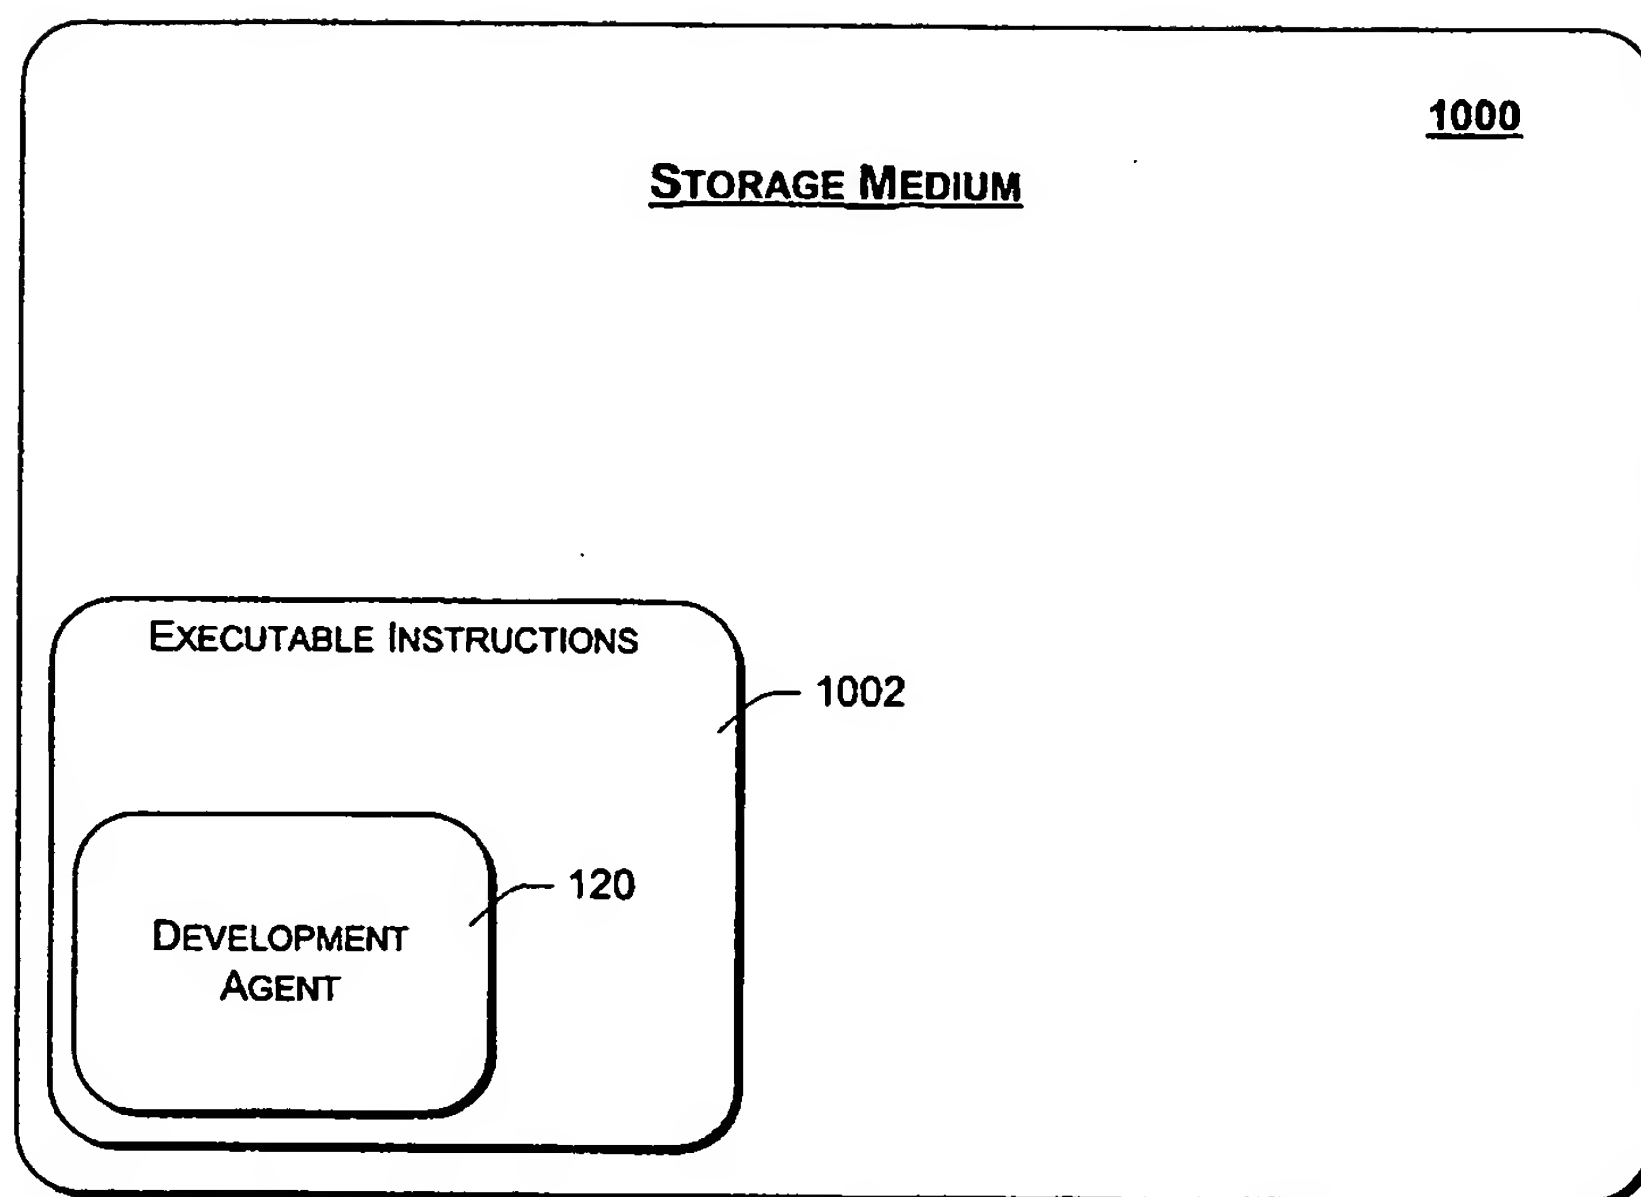 1000
STORAGE MEDIUM
EXECUTABLE INSTRUCTIONS
1002
120
DEVELOPMENT
AGENT